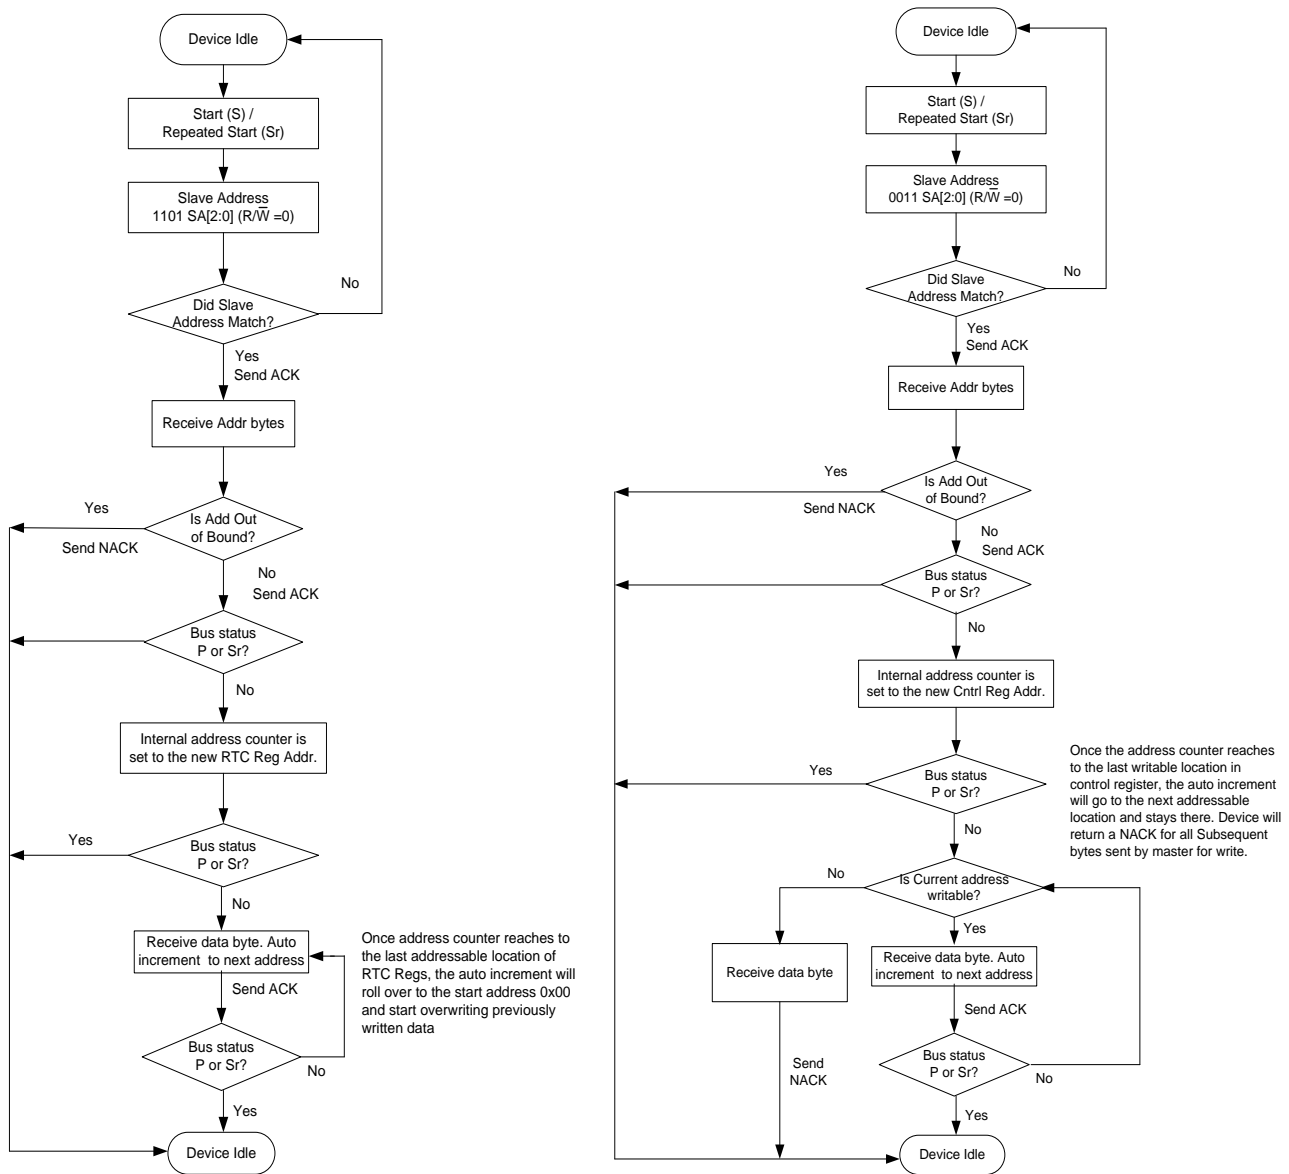 Device Idle
Start (S) /
Repeated Start (Sr)
Slave Address
1101 SA[2:0] (R/W̅ =0)
Did Slave
Address Match?
No
Yes
Send ACK
Receive Addr bytes
Is Add Out
of Bound?
Yes
Send NACK
No
Send ACK
Bus status
P or Sr?
No
Internal address counter is
set to the new RTC Reg Addr.
Bus status
P or Sr?
Yes
No
Receive data byte. Auto
increment to next address
Send ACK
Bus status
P or Sr?
No
Yes
Device Idle
Once address counter reaches to
the last addressable location of
RTC Regs, the auto increment will
roll over to the start address 0x00
and start overwriting previously
written data
Device Idle
Start (S) /
Repeated Start (Sr)
Slave Address
0011 SA[2:0] (R/W̅ =0)
Did Slave
Address Match?
No
Yes
Send ACK
Receive Addr bytes
Is Add Out
of Bound?
Yes
Send NACK
No
Send ACK
Bus status
P or Sr?
No
Internal address counter is
set to the new Cntrl Reg Addr.
Bus status
P or Sr?
Yes
No
Is Current address
writable?
No
Yes
Receive data byte
Send
NACK
Receive data byte. Auto
increment to next address
Send ACK
Bus status
P or Sr?
No
Yes
Device Idle
Once the address counter reaches
to the last writable location in
control register, the auto increment
will go to the next addressable
location and stays there. Device will
return a NACK for all Subsequent
bytes sent by master for write.